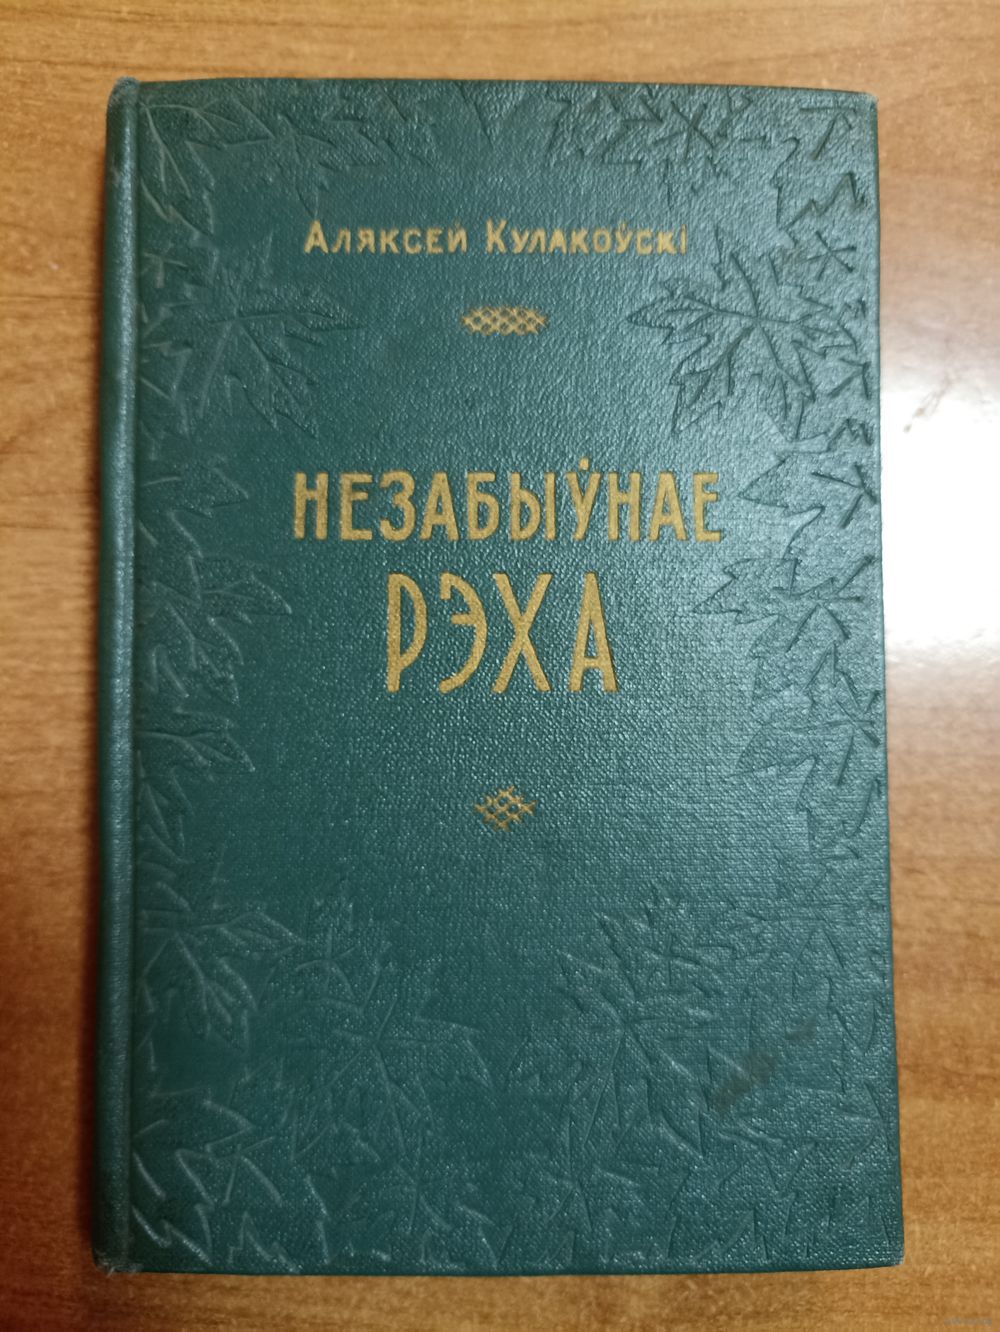 Аляксей Кулакоўскі
НЕЗАБЫЎНАЕ
РЭХА